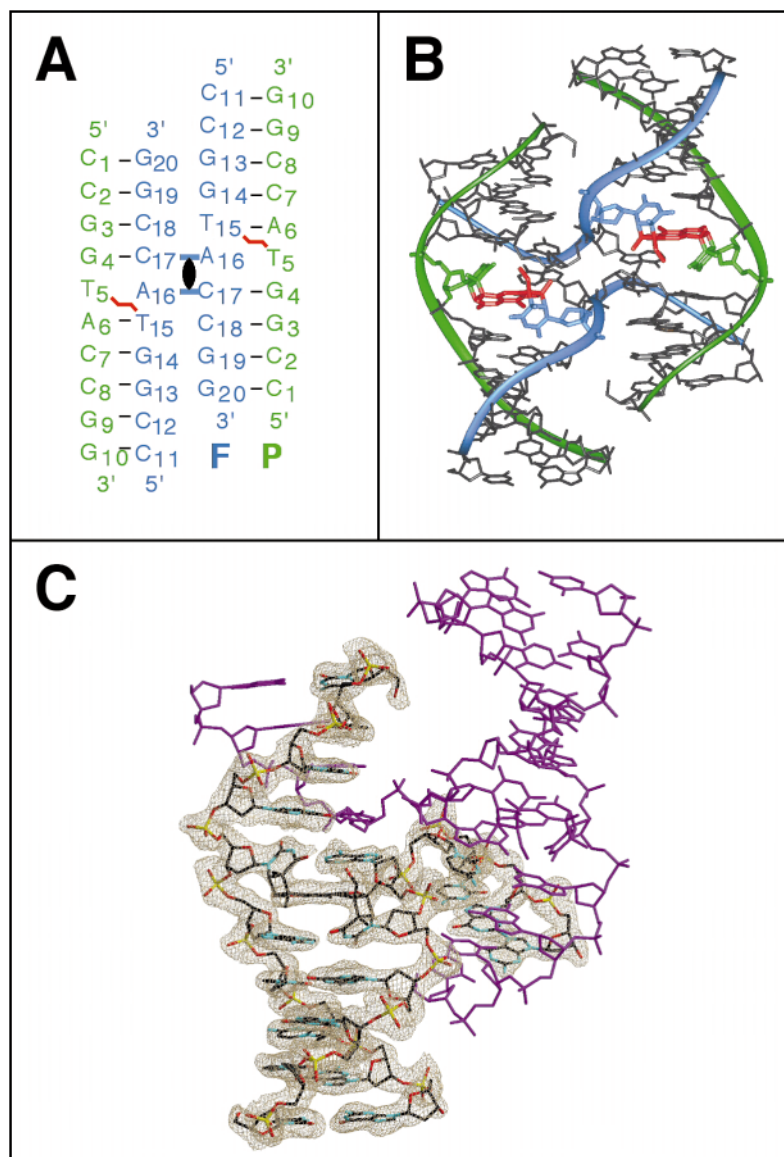 A
B
5' 3'
C11 – G10
5' 3' C12 – G9
C1 – G20 G13 – C8
C2 – G19 G14 – C7
G3 – C18 T15 – A6
G4 – C17 A16 T5
T5 A16 C17 – G4
A6 – T15 C18 – G3
C7 – G14 G19 – C2
C8 – G13 G20 – C1
G9 – C12 3' 5'
G10 – C11 F P
3' 5'
C